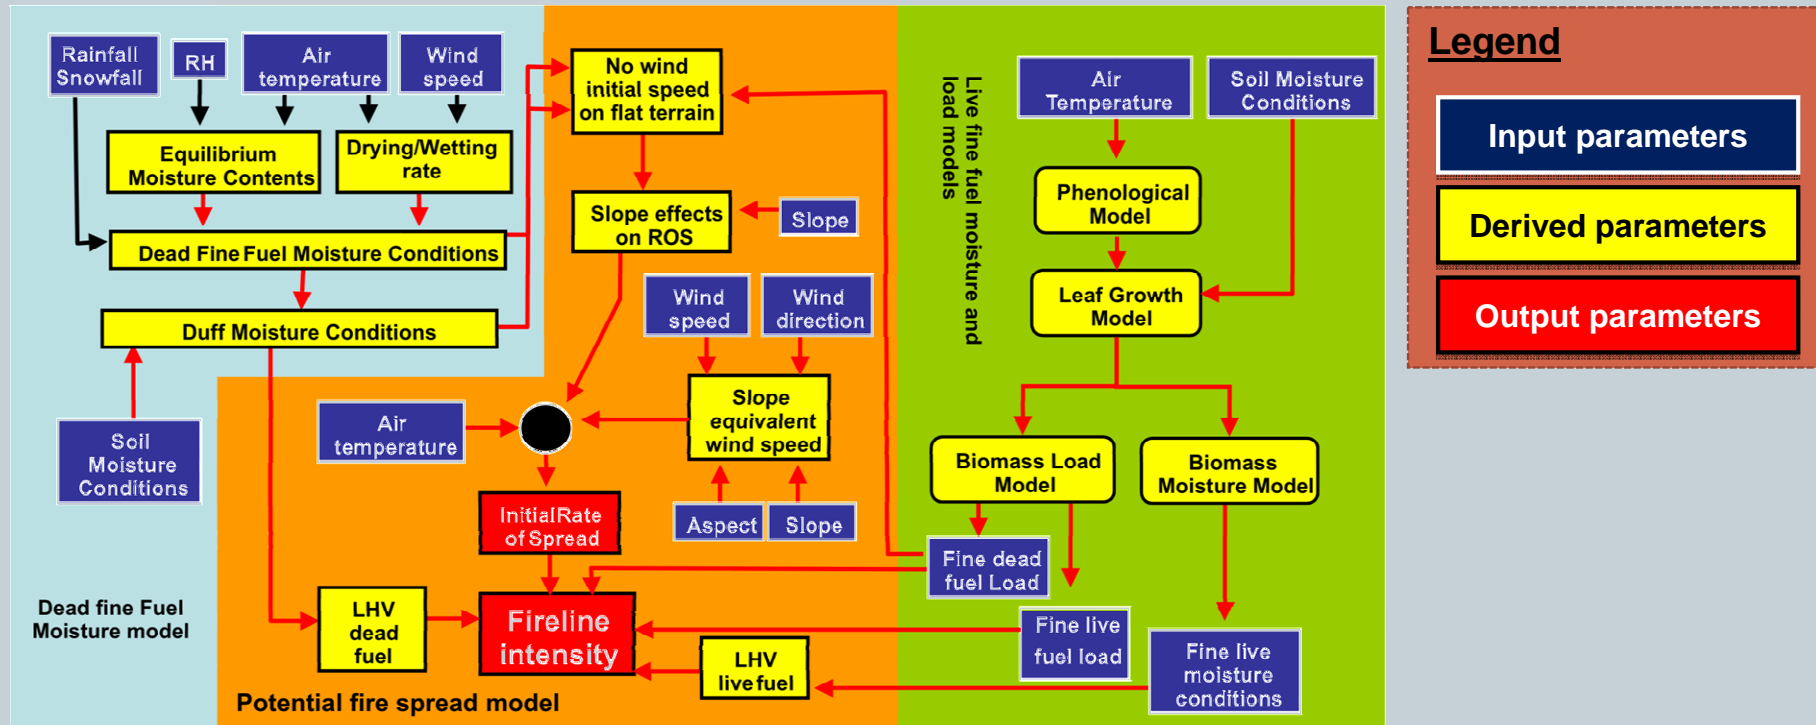 Rainfall
Snowfall
RH
Air
temperature
Wind
speed
Equilibrium
Moisture Contents
Drying/Wetting
rate
Dead Fine Fuel Moisture Conditions
Duff Moisture Conditions
Soil
Moisture
Conditions
Dead fine Fuel
Moisture model
No wind
initial speed
on flat terrain
Slope effects
on ROS
Slope
Wind
speed
Wind
direction
Slope
equivalent
wind speed
Air
temperature
Aspect
Slope
Initial Rate
of Spread
LHV
dead
fuel
Fireline
intensity
LHV
live fuel
Potential fire spread model
Live fine fuel moisture and
load models
Air
Temperature
Soil Moisture
Conditions
Phenological
Model
Leaf Growth
Model
Biomass Load
Model
Biomass
Moisture Model
Fine dead
fuel Load
Fine live
fuel load
Fine live
moisture
conditions
Legend
Input parameters
Derived parameters
Output parameters